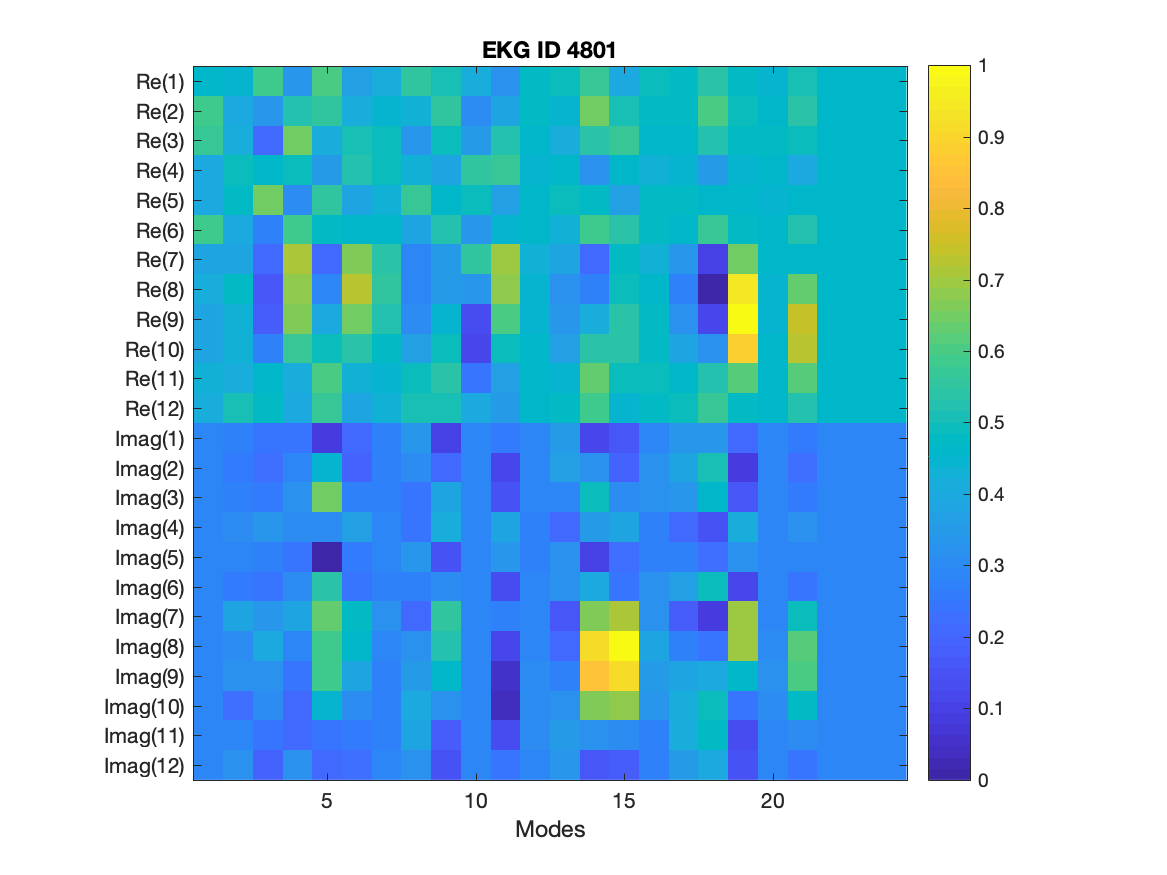 EKG ID 4801
Re(1)
Re(2)
Re(3)
Re(4)
Re(5)
Re(6)
Re(7)
Re(8)
Re(9)
Re(10)
Re(11)
Re(12)
Imag(1)
Imag(2)
Imag(3)
Imag(4)
Imag(5)
Imag(6)
Imag(7)
Imag(8)
Imag(9)
Imag(10)
Imag(11)
Imag(12)
5 10 15 20
Modes
1
0.9
0.8
0.7
0.6
0.5
0.4
0.3
0.2
0.1
0